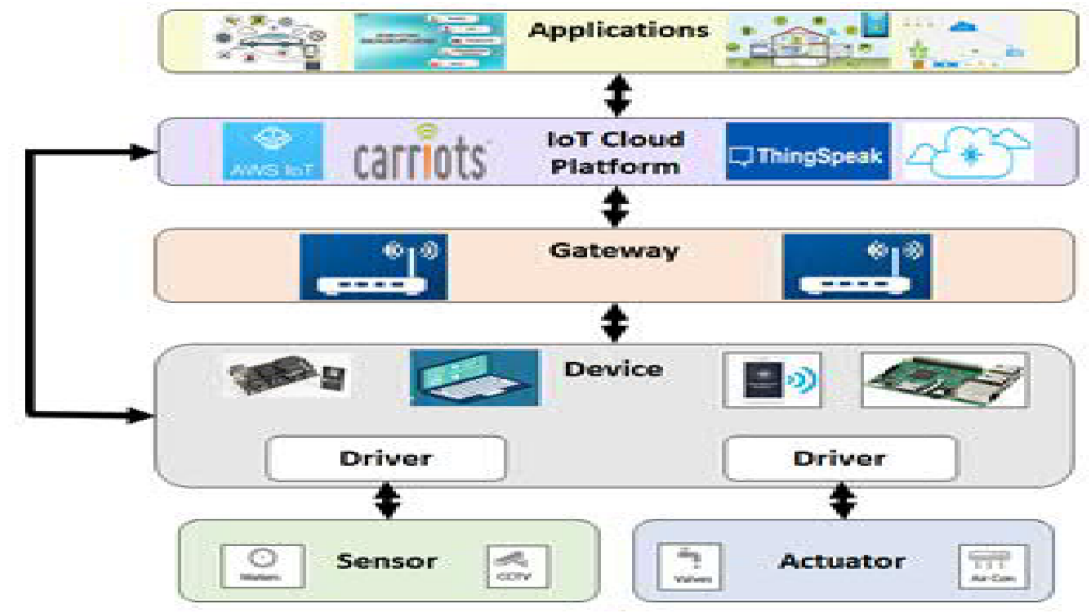 Applications
IoT Cloud
Platform
AWS IoT
carriots
ThingSpeak
Gateway
Device
Driver
Driver
Sensor
CCTV
Actuator
Valves
Air-Con